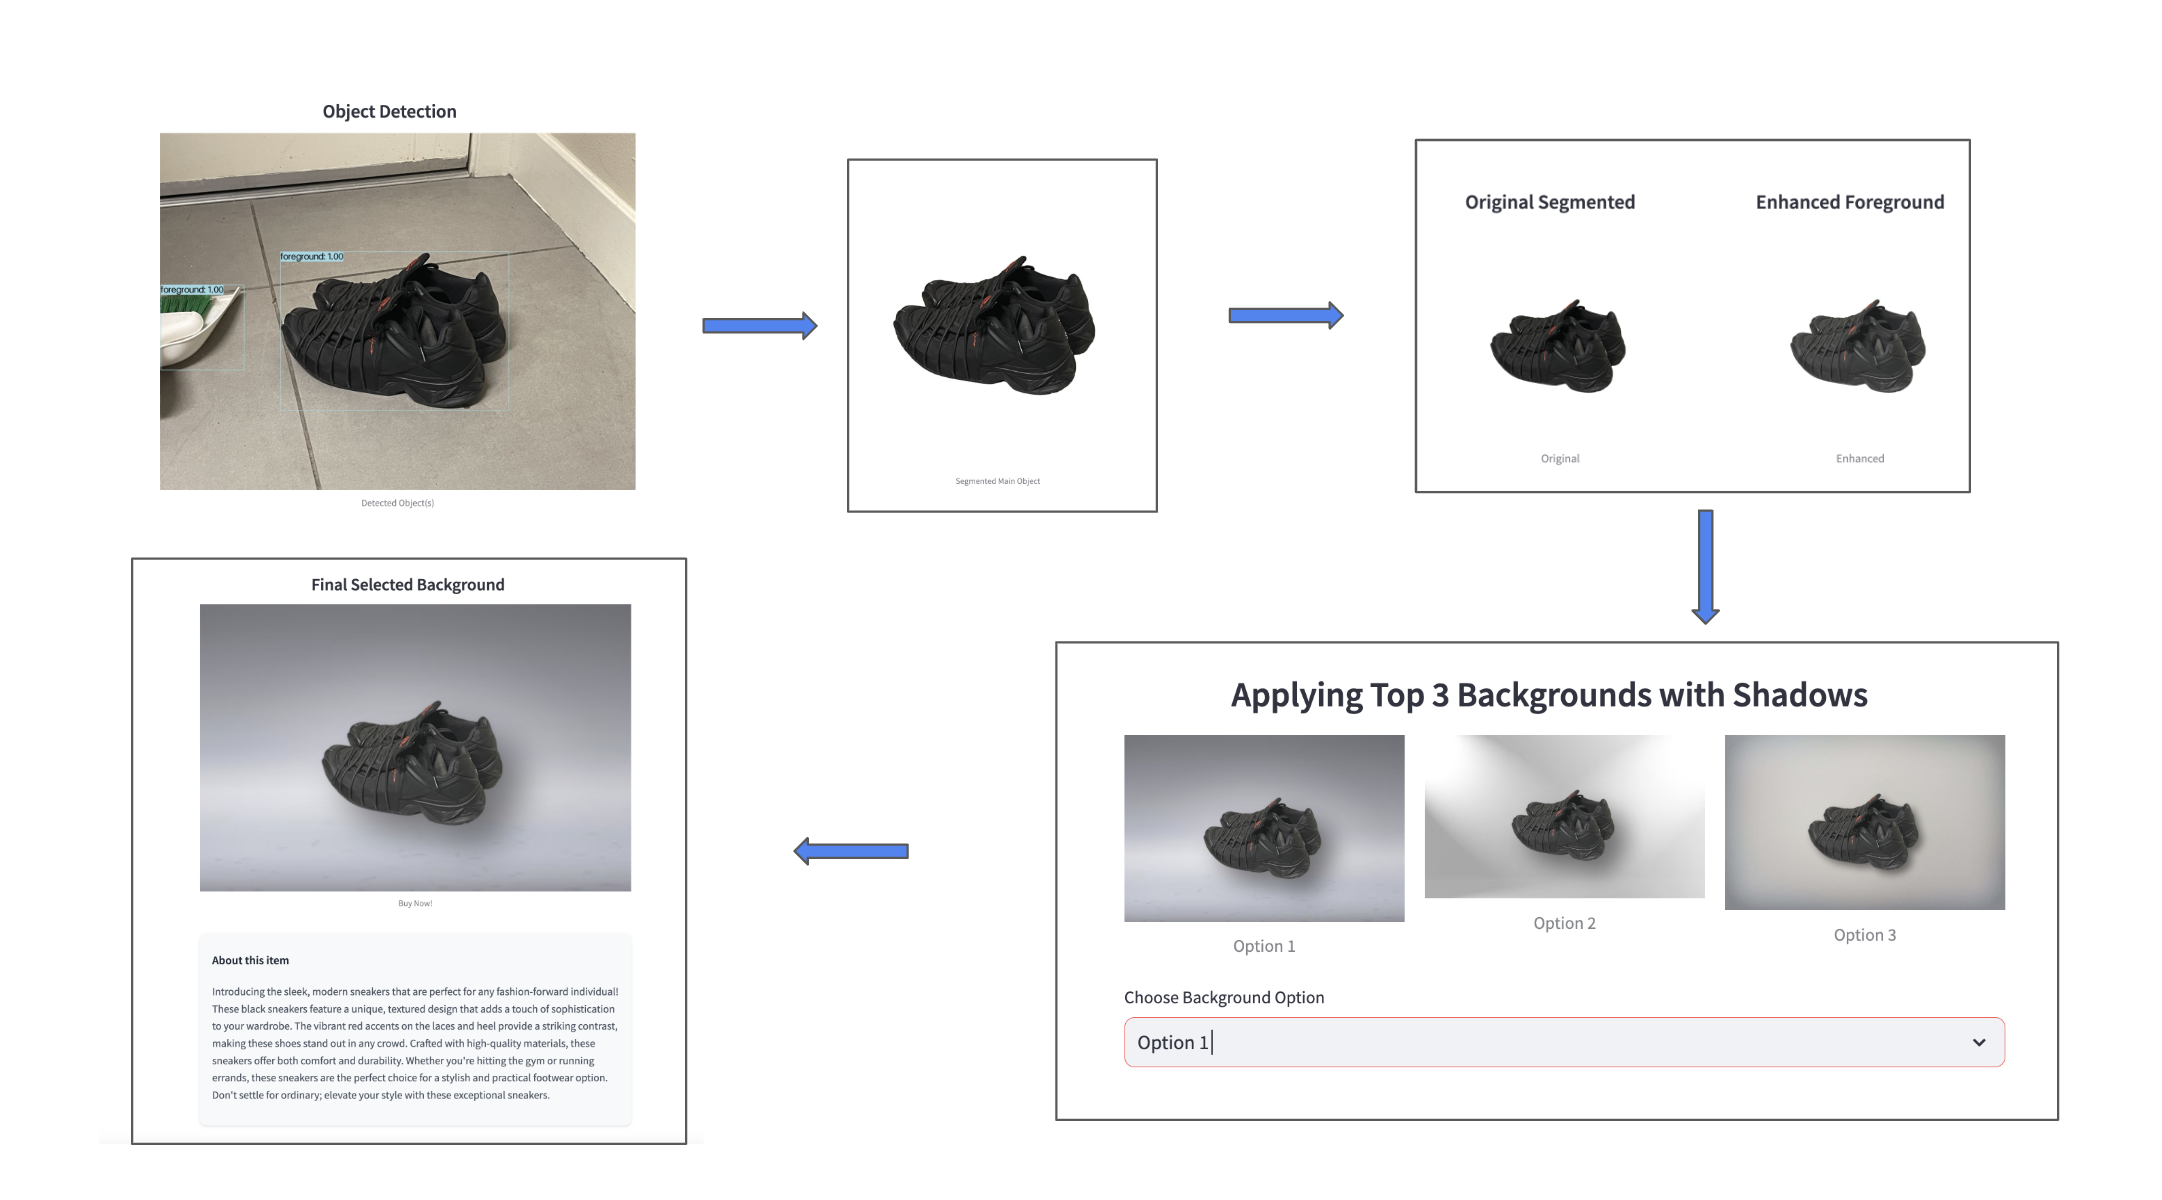 Object Detection
foreground: 1.00
foreground: 1.00
Detected Object(s)
Segmented Main Object
Original Segmented
Enhanced Foreground
Original
Enhanced
Applying Top 3 Backgrounds with Shadows
Option 1
Option 2
Option 3
Choose Background Option
Option 1
Final Selected Background
Buy Now!
About this item
Introducing the sleek, modern sneakers that are perfect for any fashion-forward individual!
These black sneakers feature a unique, textured design that adds a touch of sophistication
to your wardrobe. The vibrant red accents on the laces and heel provide a striking contrast,
making these shoes stand out in any crowd. Crafted with high-quality materials, these
sneakers offer both comfort and durability. Whether you're hitting the gym or running
errands, these sneakers are the perfect choice for a stylish and practical footwear option.
Don't settle for ordinary; elevate your style with these exceptional sneakers.